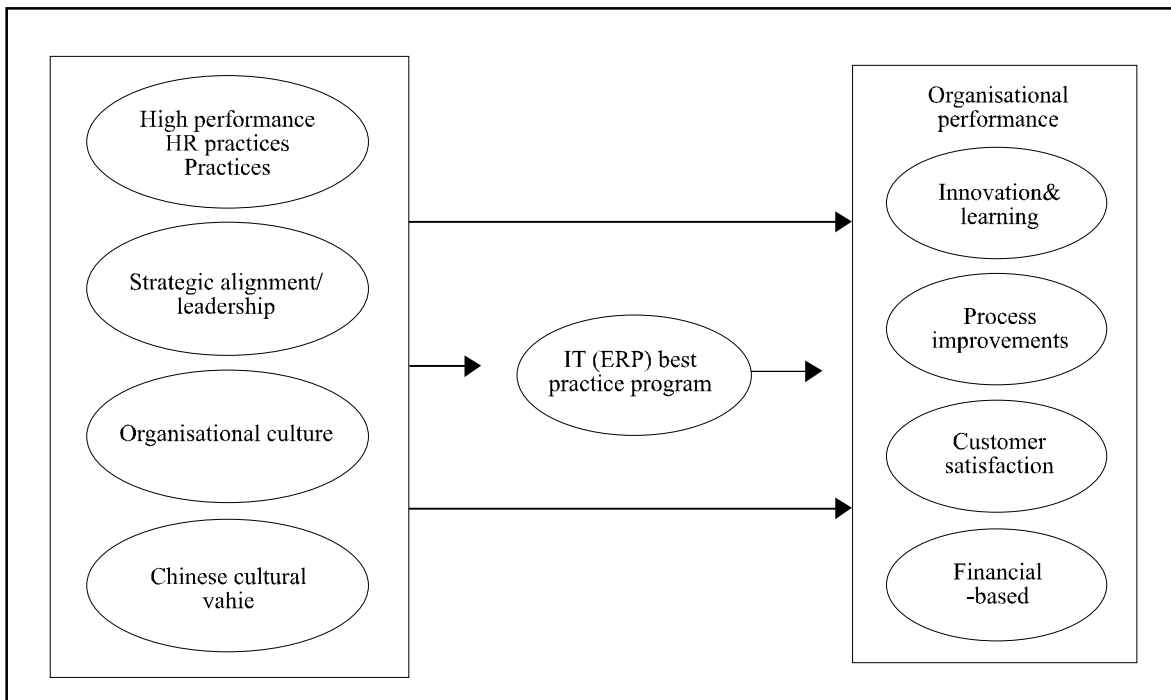 High performance
HR practices
Practices
Strategic alignment/
leadership
Organisational culture
Chinese cultural
vahie
IT (ERP) best
practice program
Organisational
performance
Innovation&
learning
Process
improvements
Customer
satisfaction
Financial
-based